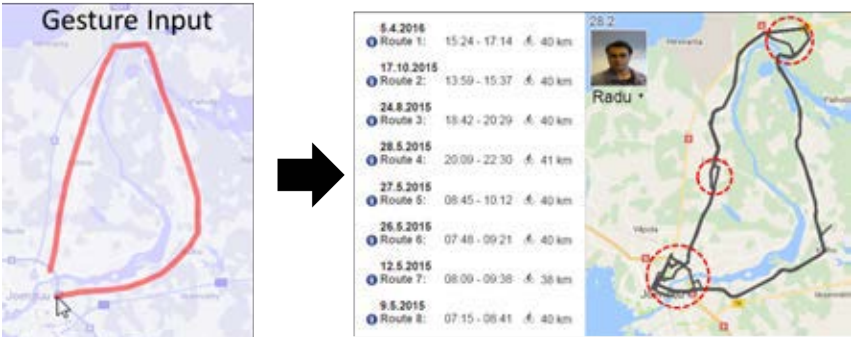 Gesture Input
5.4.2016
Route 1: 15:24 - 17:14 40 km
17.10.2015
Route 2: 13:59 - 15:37 40 km
24.8.2015
Route 3: 18:42 - 20:29 40 km
28.5.2015
Route 4: 20:09 - 22:30 41 km
27.5.2015
Route 5: 08:45 - 10:12 40 km
26.5.2015
Route 6: 07:48 - 09:21 40 km
12.5.2015
Route 7: 08:09 - 09:38 38 km
9.5.2015
Route 8: 07:15 - 08:41 40 km
28.2
Radu